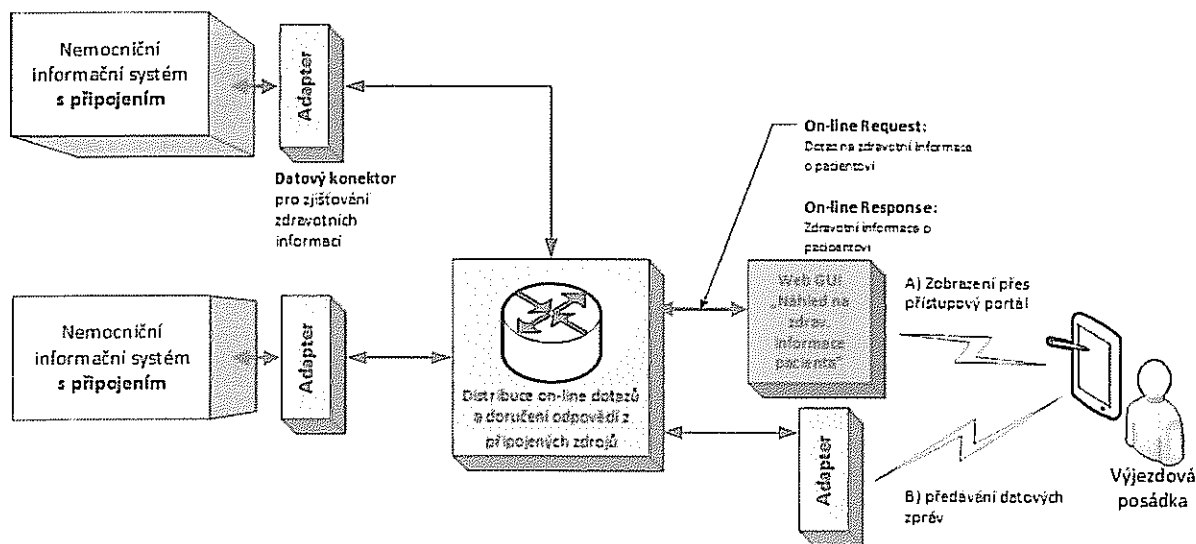 Nemocniční
informační systém
s připojením
Adapter
Datový konektor
pro zjišťování
zdravotních
informací
On-line Request:
Dotaz na zdravotní informace
o pacientovi
On-line Response:
Zdravotní informace o
pacientovi
Nemocniční
informační systém
s připojením
Adapter
Distribuce on-line dotazů
a doručení odpovědí z
připojených zdrojů
Web GUI
„Náhled na
zdrav.
informace
pacienta"
A) Zobrazení přes
přístupový portál
Adapter
B) předávání datových
zpráv
Výjezdová
posádka